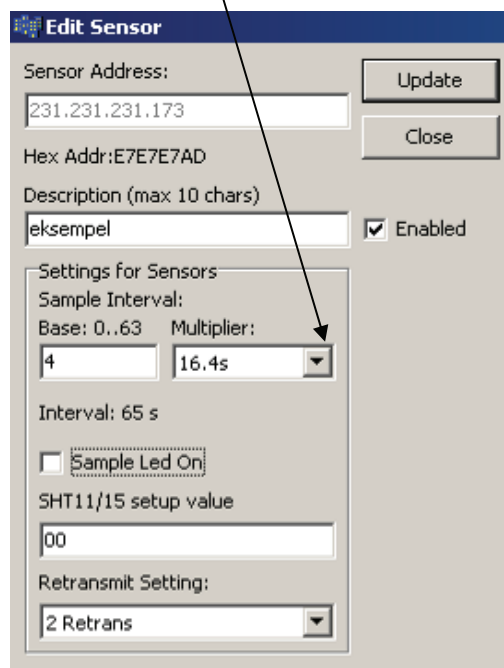 Edit Sensor
Sensor Address:
Update
231.231.231.173
Close
Hex Addr:E7E7E7AD
Description (max 10 chars)
eksempel
Enabled
Settings for Sensors
Sample Interval:
Base: 0..63 Multiplier:
4 16.4s
Interval: 65 s
Sample Led On
SHT11/15 setup value
00
Retransmit Setting:
2 Retrans